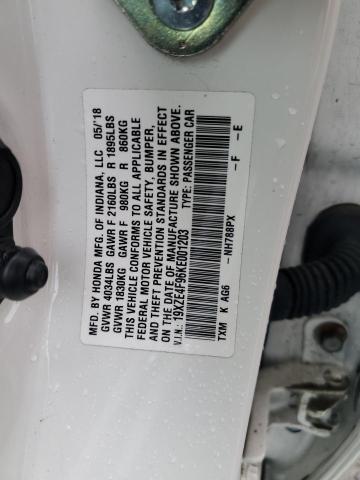 MFD. BY HONDA MFG. OF INDIANA, LLC 05/'18
GVWR 4034LBS GAWR F 2160LBS R 1895LBS
GVWR 1830KG GAWR F 980KG R 860KG
THIS VEHICLE CONFORMS TO ALL APPLICABLE
FEDERAL MOTOR VEHICLE SAFETY, BUMPER,
AND THEFT PREVENTION STANDARDS IN EFFECT
ON THE DATE OF MANUFACTURE SHOWN ABOVE.
V.I.N.: 19XZE4F96KE001203 TYPE: PASSENGER CAR
-NH788PX -F -E
TXM K AG6